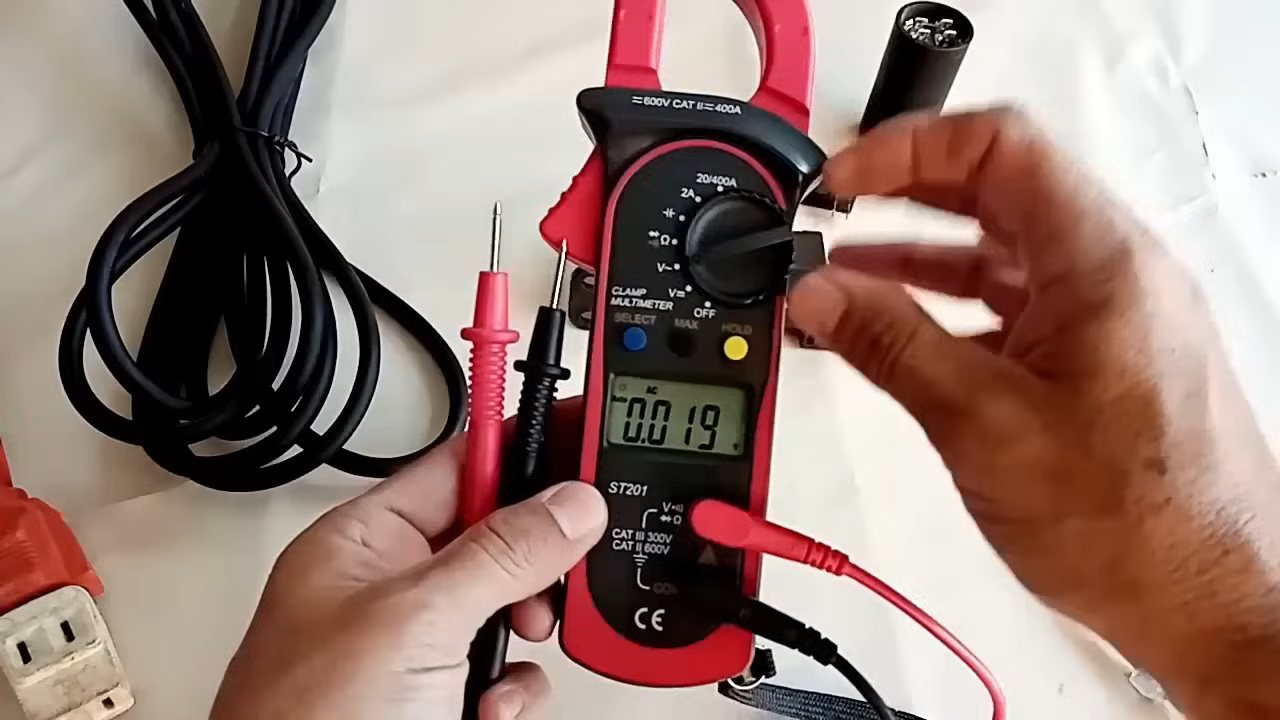 ⎓600V CAT II⎓400A
20/400A
2A
Ω
V~
V⎓
OFF
CLAMP
MULTIMETER
SELECT
MAX
HOLD
AC
0.019
ST201
V
Ω
CAT III 300V
CAT II 600V
CE